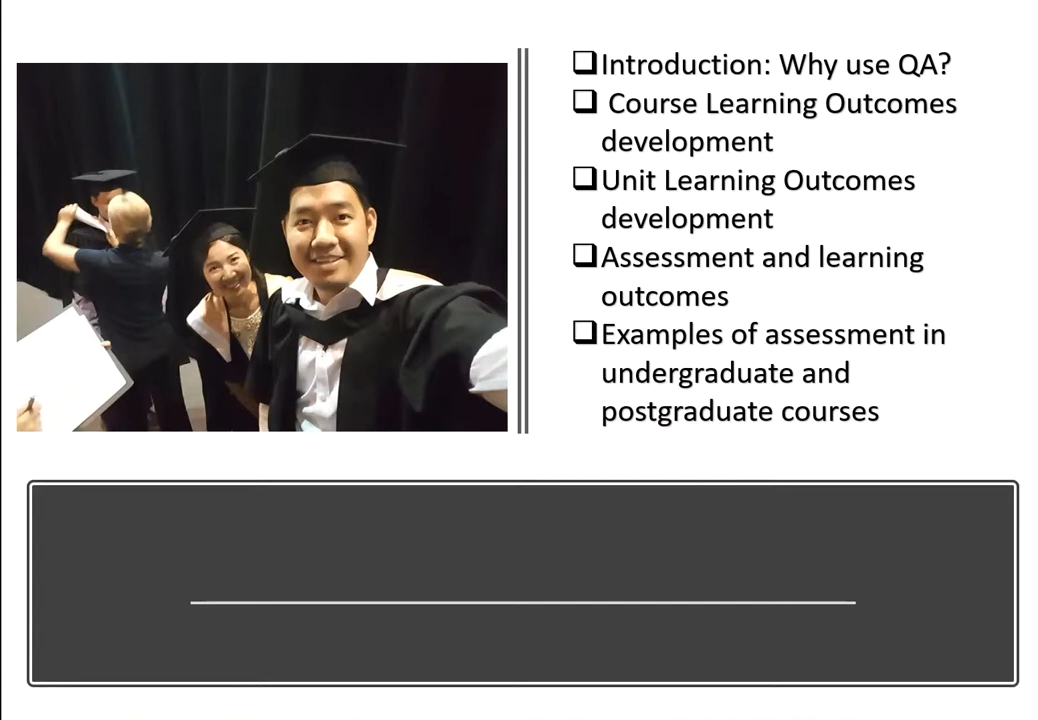 ❑Introduction: Why use QA?
❑ Course Learning Outcomes
development
❑Unit Learning Outcomes
development
❑Assessment and learning
outcomes
❑Examples of assessment in
undergraduate and
postgraduate courses